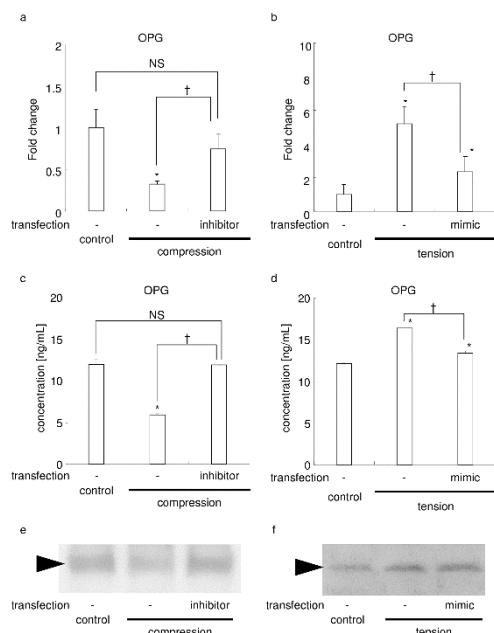 a
OPG
2
1.5
1
0.5
0
Fold change
NS
†
*
transfection - - inhibitor
control compression
b
OPG
10
8
6
4
2
0
Fold change
†
*
*
transfection - - mimic
control tension
c
OPG
20
15
10
5
0
concentration [ng/mL]
NS
†
*
transfection - - inhibitor
control compression
d
OPG
20
15
10
5
0
concentration [ng/mL]
†
*
*
transfection - - mimic
control tension
e
transfection - - inhibitor
control compression
f
transfection - - mimic
control tension